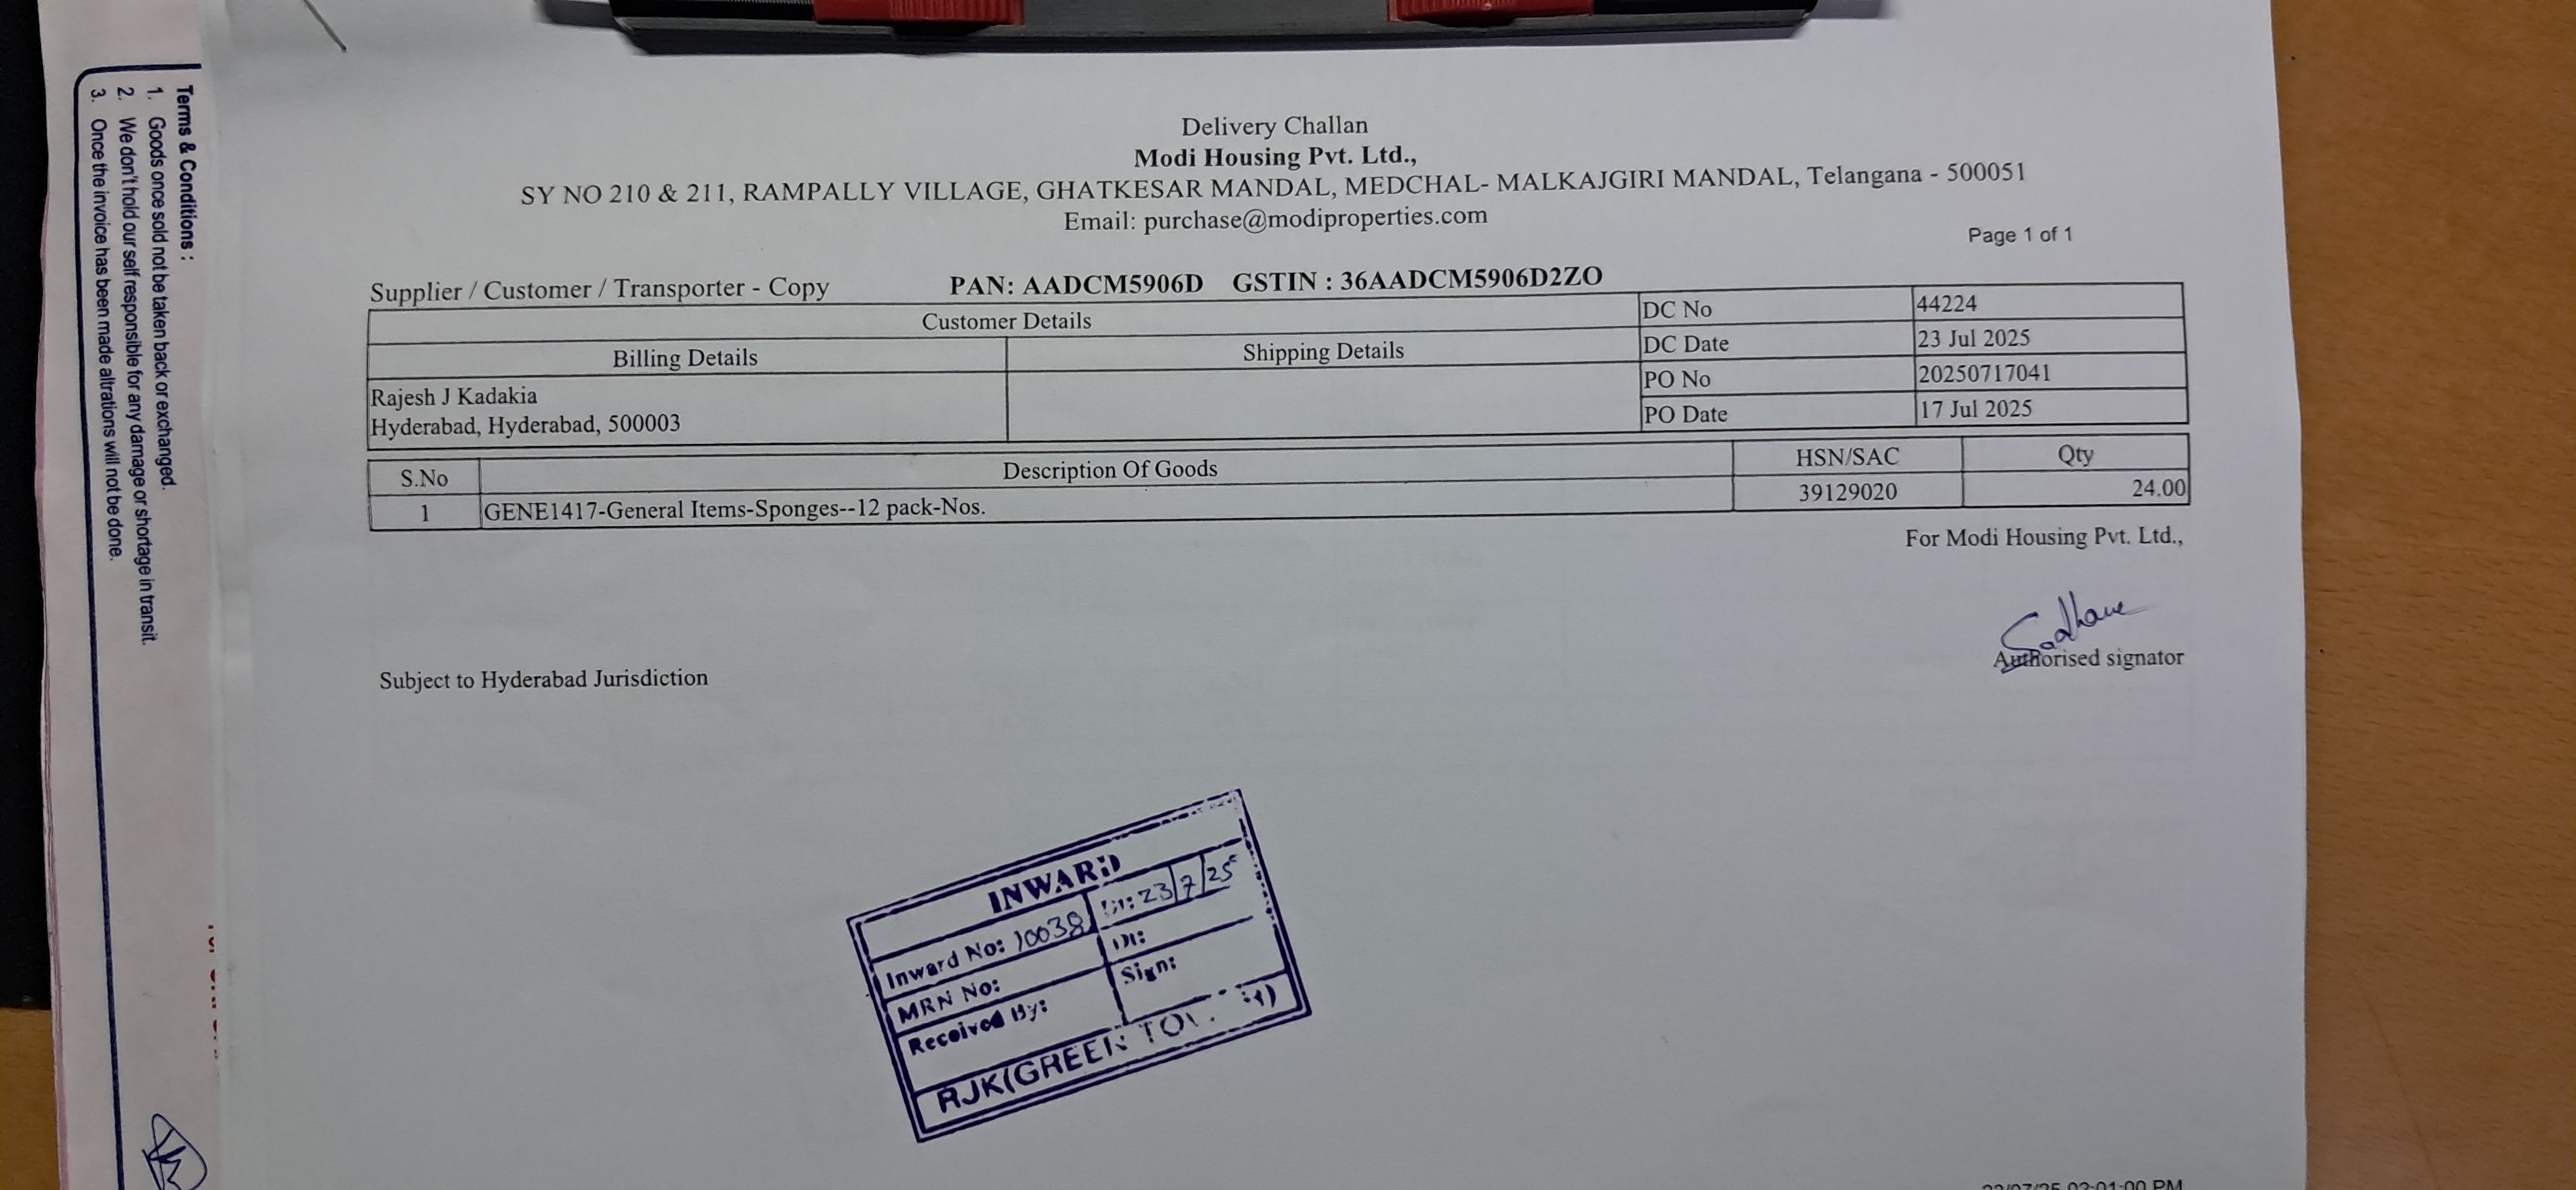 Delivery Challan
Modi Housing Pvt. Ltd.,
SY NO 210 & 211, RAMPALLY VILLAGE, GHATKESAR MANDAL, MEDCHAL- MALKAJGIRI MANDAL, Telangana - 500051
Email: purchase@modiproperties.com
Page 1 of 1
Supplier / Customer / Transporter - Copy PAN: AADCM5906D GSTIN : 36AADCM5906D2ZO
Customer Details
Billing Details Shipping Details
Rajesh J Kadakia
Hyderabad, Hyderabad, 500003
DC No 44224
DC Date 23 Jul 2025
PO No 20250717041
PO Date 17 Jul 2025
S.No Description Of Goods HSN/SAC Qty
1 GENE1417-General Items-Sponges--12 pack-Nos. 39129020 24.00
For Modi Housing Pvt. Ltd.,
Authorised signator
Subject to Hyderabad Jurisdiction
INWARD
Inward No: 10038 Dt: 23/7/25
MRN No: Dt:
Received By: Sign:
RJK(GREEN
Terms & Conditions :
1. Goods once sold not be taken back or exchanged.
2. We don't hold our self responsible for any damage or shortage in transit.
3. Once the invoice has been made altrations will not be done.